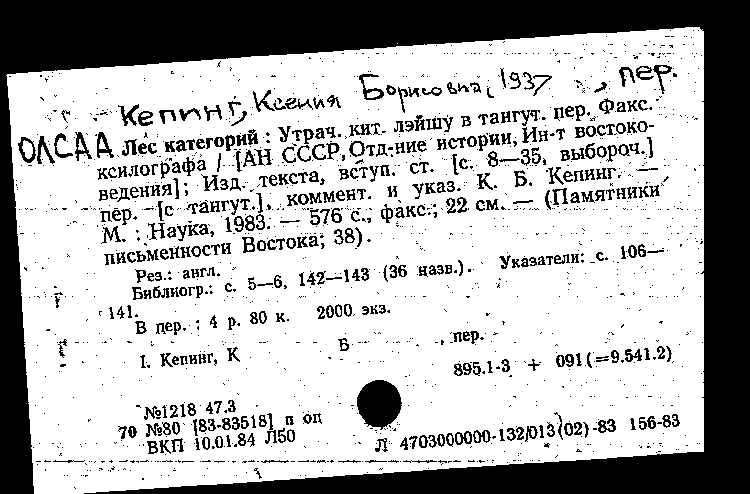 Кепинг, Ксения Борисовна, 1937 , пер.
ОЛСАА Лес категорий : Утрач. кит. лэйшу в тангут. пер. Факс.
ксилографа / [АН СССР, Отд-ние истории, Ин-т востоко-
ведения]; Изд. текста, вступ. ст. [с. 8—35, выбороч.]
пер. [с тангут.], коммент. и указ. К. Б. Кепинг. —
М. : Наука, 1983. — 576 с., факс.; 22 см. — (Памятники
письменности Востока; 38).
Рез.: англ.
Библиогр.: с. 5—6, 142—143 (36 назв.). Указатели: с. 106—
141.
В пер. : 4 р. 80 к. 2000 экз.
I. Кепинг, К Б , пер.
895.1-3 + 091(=9.541.2)
№1218 47.3
70 №80 [83-83518] п оп
ВКП 10.01.84 Л50
Л 4703000000-132/013(02)-83 156-83